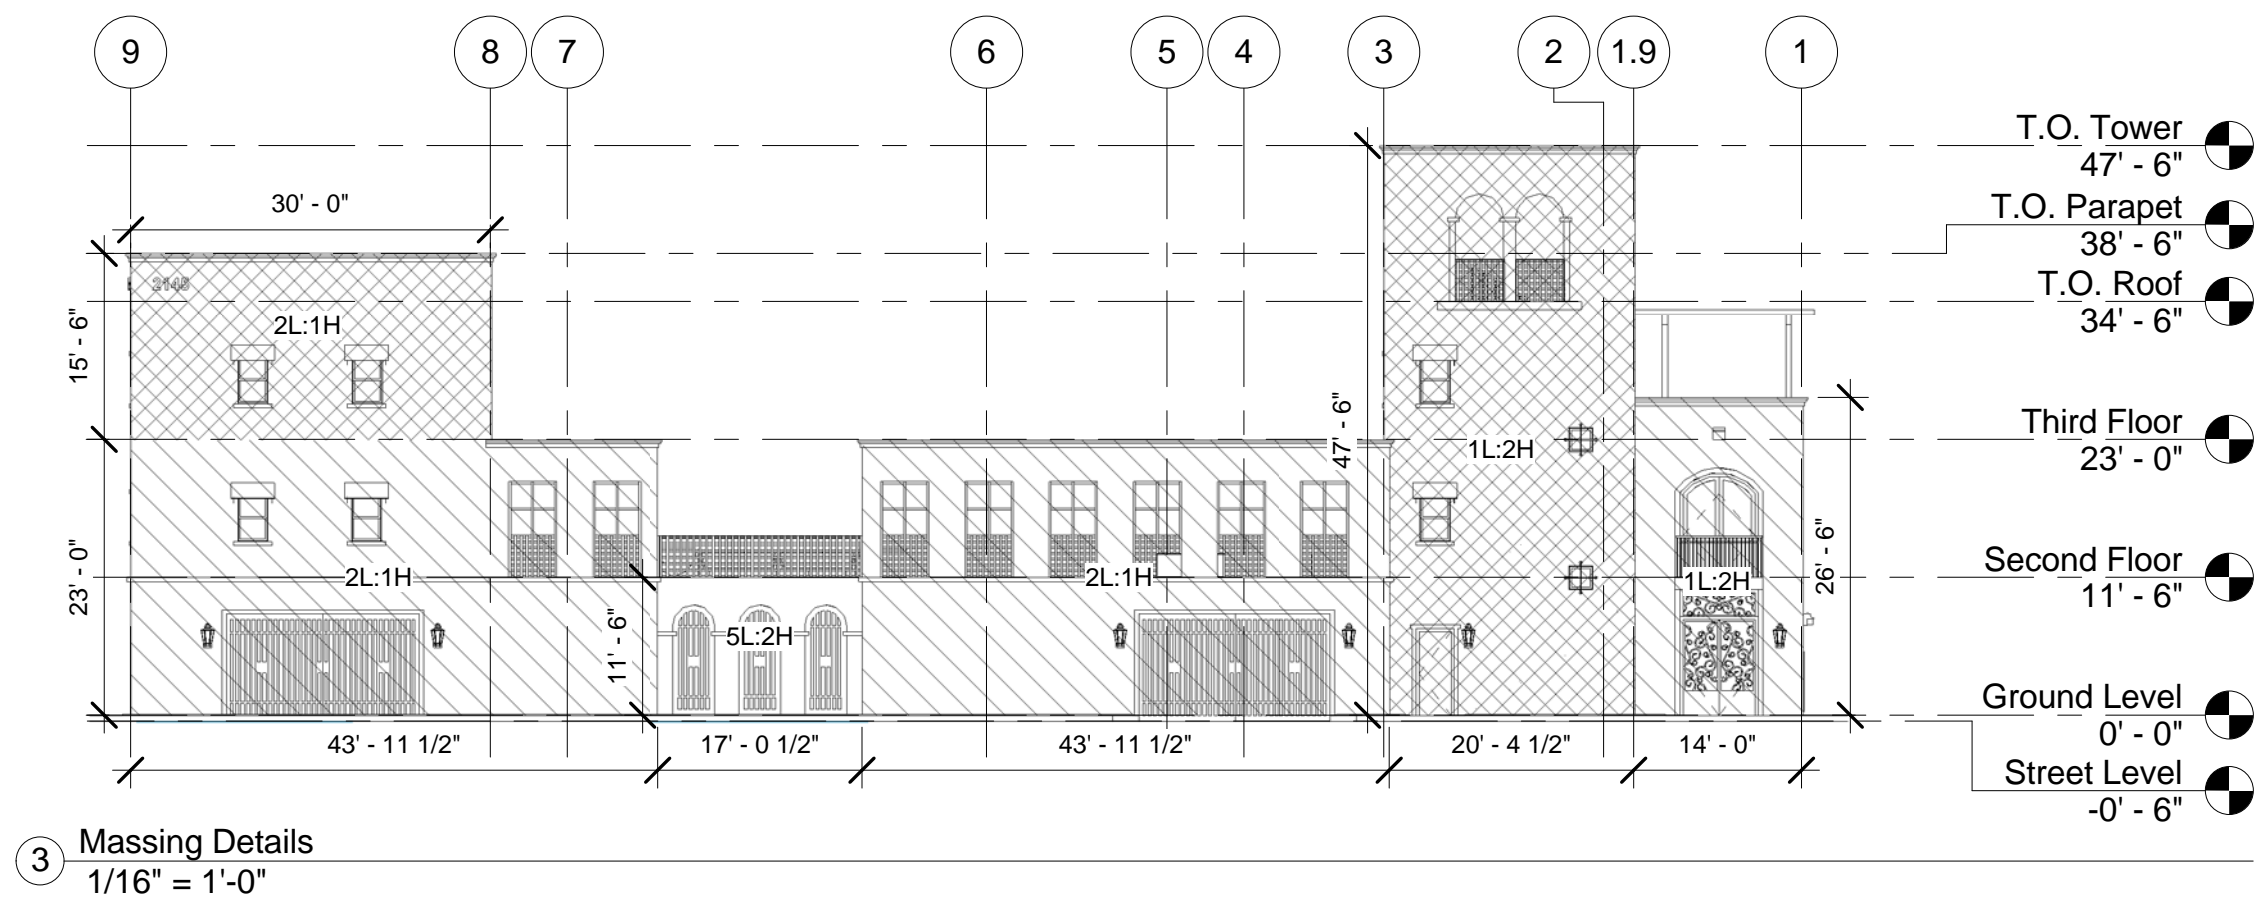 9
8
7
6
5
4
3
2
1.9
1
T.O. Tower
47' - 6"
T.O. Parapet
38' - 6"
T.O. Roof
34' - 6"
Third Floor
23' - 0"
Second Floor
11' - 6"
Ground Level
0' - 0"
Street Level
-0' - 6"
30' - 0"
2145
2L:1H
15' - 6"
23' - 0"
2L:1H
11' - 6"
5L:2H
2L:1H
47' - 6"
1L:2H
1L:2H
26' - 6"
43' - 11 1/2"
17' - 0 1/2"
43' - 11 1/2"
20' - 4 1/2"
14' - 0"
3
Massing Details
1/16" = 1'-0"